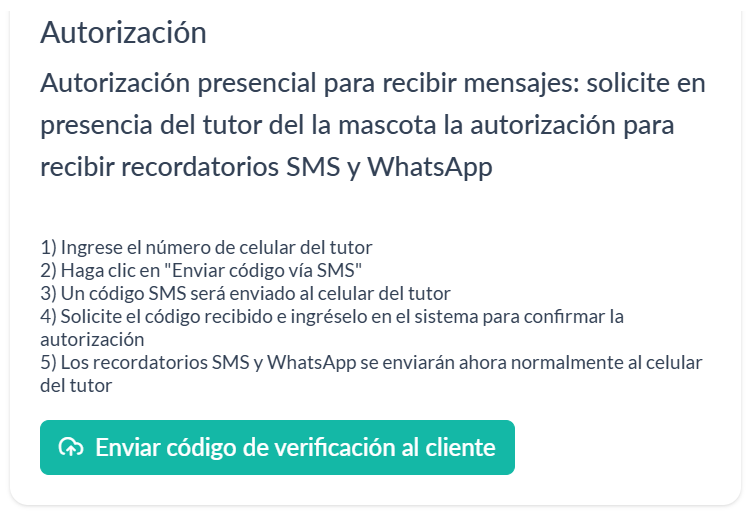 Autorización
Autorización presencial para recibir mensajes: solicite en
presencia del tutor del la mascota la autorización para
recibir recordatorios SMS y WhatsApp
1) Ingrese el número de celular del tutor
2) Haga clic en "Enviar código vía SMS"
3) Un código SMS será enviado al celular del tutor
4) Solicite el código recibido e ingréselo en el sistema para confirmar la
autorización
5) Los recordatorios SMS y WhatsApp se enviarán ahora normalmente al celular
del tutor
Enviar código de verificación al cliente